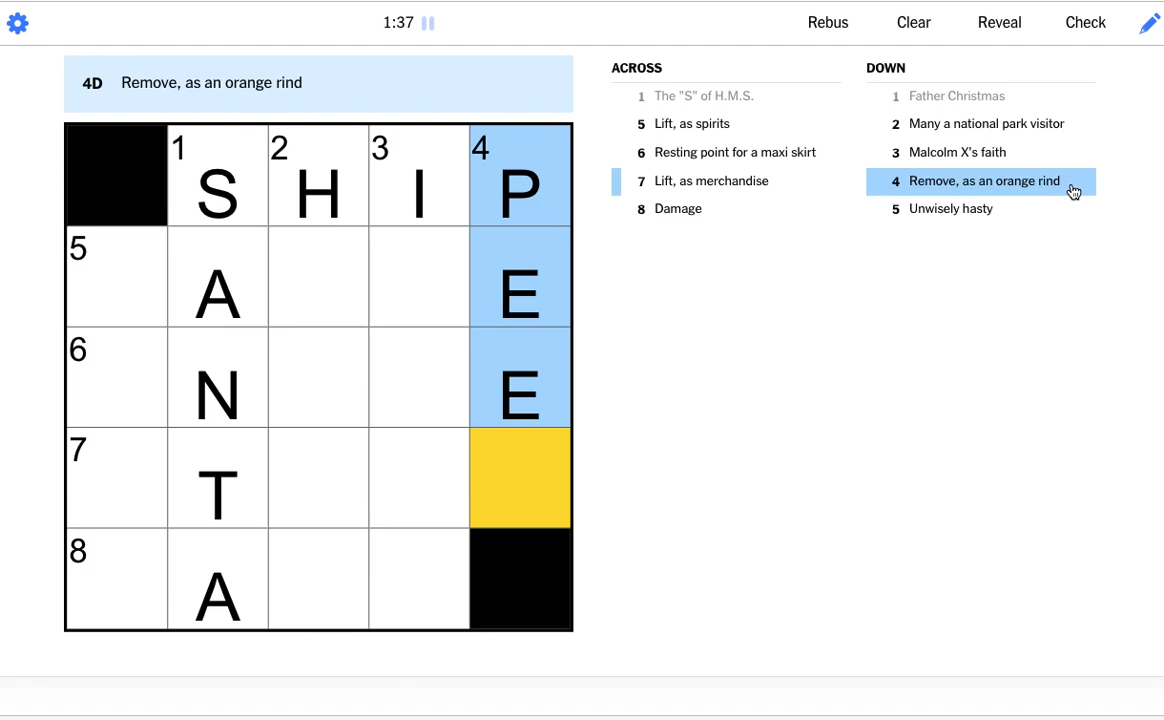 1:37
Rebus Clear Reveal Check
4D Remove, as an orange rind
1 2 3 4
S H I P
5
A E
6
N E
7
T
8
A
ACROSS
1 The "S" of H.M.S.
5 Lift, as spirits
6 Resting point for a maxi skirt
7 Lift, as merchandise
8 Damage
DOWN
1 Father Christmas
2 Many a national park visitor
3 Malcolm X's faith
4 Remove, as an orange rind
5 Unwisely hasty